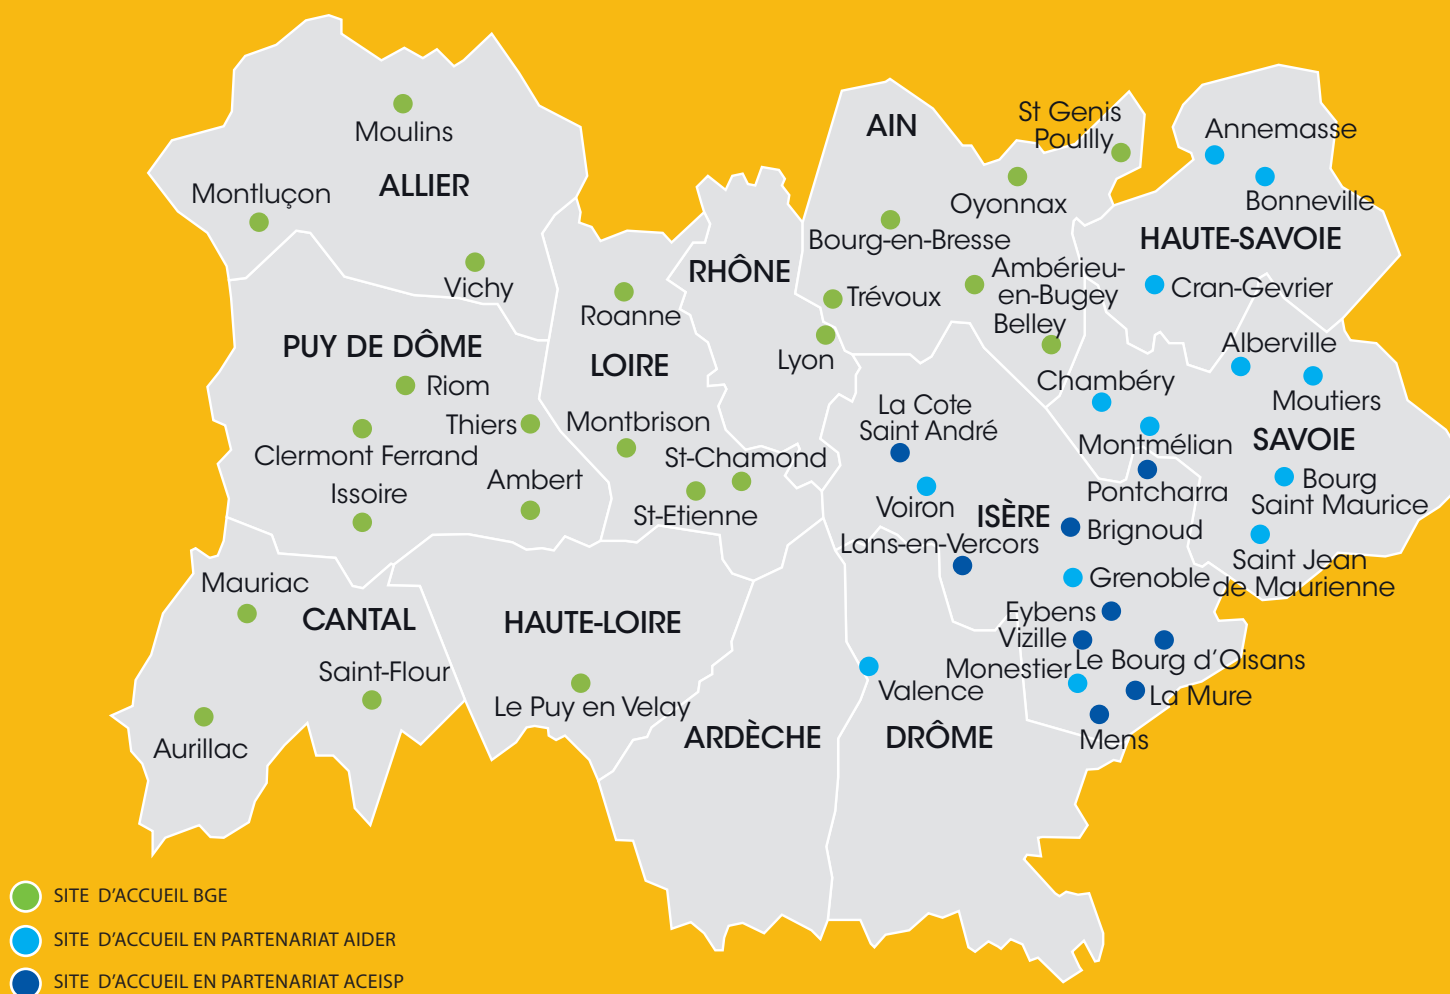 Moulins
Montluçon
ALLIER
Vichy
PUY DE DÔME
Riom
Thiers
Clermont Ferrand
Issoire
Ambert
Roanne
LOIRE
Montbrison
St-Chamond
St-Etienne
RHÔNE
Lyon
AIN
St Genis
Pouilly
Oyonnax
Bourg-en-Bresse
Ambérieu-
en-Bugey
Trévoux
Belley
Annemasse
Bonneville
HAUTE-SAVOIE
Cran-Gevrier
Alberville
Moutiers
Chambéry
Montmélian
SAVOIE
Bourg
Saint Maurice
Saint Jean
de Maurienne
La Cote
Saint André
Voiron
ISÈRE
Pontcharra
Brignoud
Lans-en-Vercors
Grenoble
Eybens
Vizille
Le Bourg d'Oisans
Monestier
La Mure
Mens
Mauriac
CANTAL
Saint-Flour
Aurillac
HAUTE-LOIRE
Le Puy en Velay
ARDÈCHE
Valence
DRÔME
SITE D'ACCUEIL BGE
SITE D'ACCUEIL EN PARTENARIAT AIDER
SITE D'ACCUEIL EN PARTENARIAT ACEISP